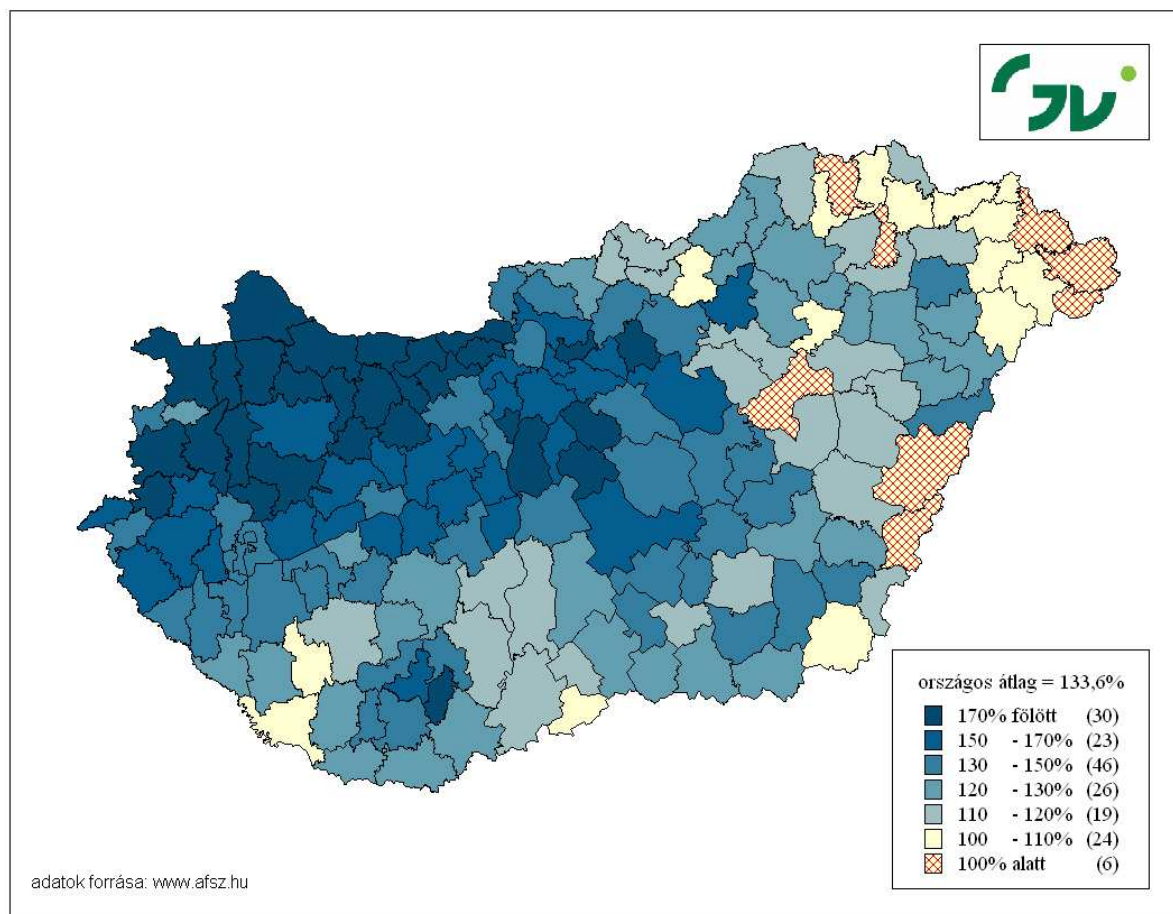 JV
országos átlag = 133,6%
170% fölött (30)
150 - 170% (23)
130 - 150% (46)
120 - 130% (26)
110 - 120% (19)
100 - 110% (24)
100% alatt (6)
adatok forrása: www.afsz.hu